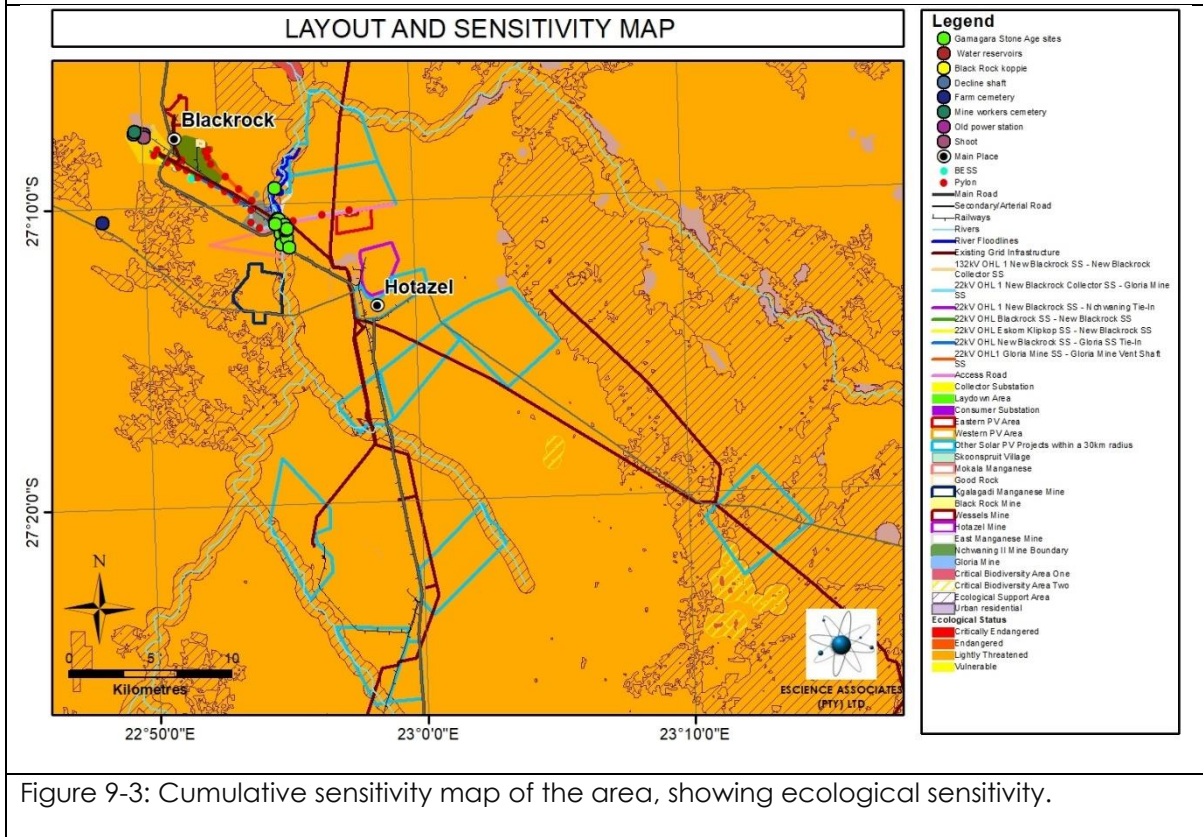 LAYOUT AND SENSITIVITY MAP
Blackrock
Hotazel
27°10'0"S
27°20'0"S
N
0 5 10
Kilometres
ESCIENCE ASSOCIATES
(PTY) LTD
22°50'0"E
23°0'0"E
23°10'0"E
Legend
Gamagara Stone Age sites
Water reservoirs
Black Rock koppie
Decline shaft
Farm cemetery
Mine workers cemetery
Old power station
Shoot
Main Place
BESS
Pylon
Main Road
Secondary/Arterial Road
Railways
Rivers
River Floodlines
Existing Grid Infrastructure
132kV OHL 1 New Blackrock SS - New Blackrock
Collector SS
22kV OHL 1 New Blackrock Collector SS - Gloria Mine
SS
22kV OHL 1 New Blackrock SS - Nchwaning Tie-In
22kV OHL Blackrock SS - New Blackrock SS
22kV OHL Eskom Klipkop SS - New Blackrock SS
22kV OHL New Blackrock SS - Gloria SS Tie-In
22kV OHL1 Gloria Mine SS - Gloria Mine Vent Shaft
SS
Access Road
Collector Substation
Laydown Area
Consumer Substation
Eastern PV Area
Western PV Area
Other Solar PV Projects within a 30km radius
Skoonspruit Village
Mokala Manganese
Good Rock
Kgalagadi Manganese Mine
Black Rock Mine
Wessels Mine
Hotazel Mine
East Manganese Mine
Nchwaning II Mine Boundary
Gloria Mine
Critical Biodiversity Area One
Critical Biodiversity Area Two
Ecological Support Area
Urban residential
Ecological Status
Critically Endangered
Endangered
Lightly Threatened
Vulnerable
Figure 9-3: Cumulative sensitivity map of the area, showing ecological sensitivity.